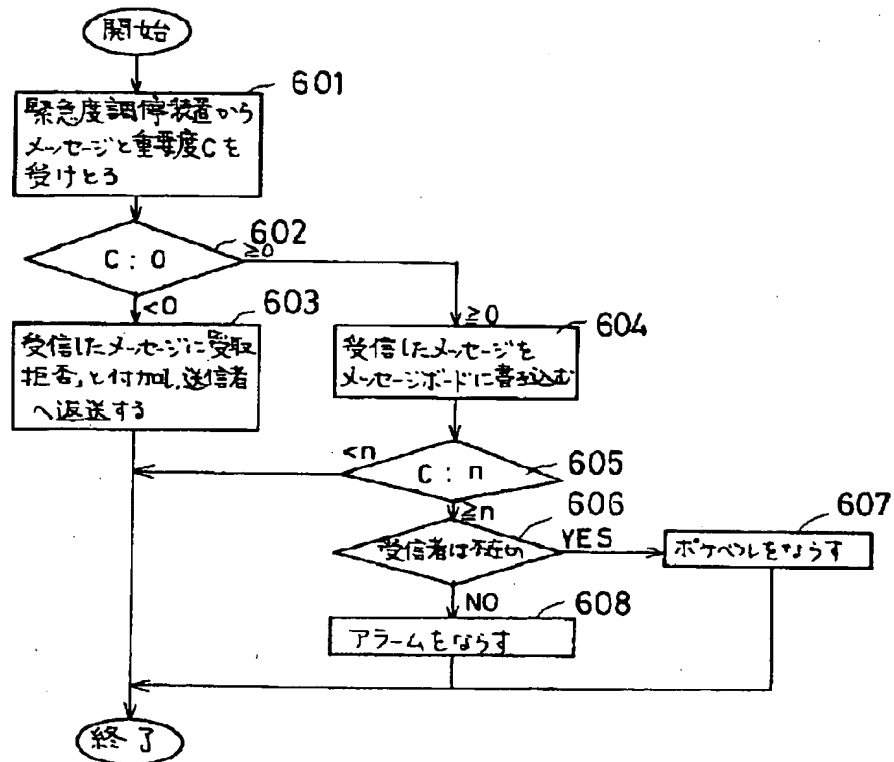 開始
601
緊急度調停装置から
メッセージと重要度Cを
受けとる
602
C : 0
≧0
<0
603
受信したメッセージに「受取
拒否」と付加し,送信者
へ返送する
≧0
604
受信したメッセージを
メッセージボードに書き込む
<n
C : n
605
≧n
606
受信者は不在か
YES
607
ポケベルをならす
NO
608
アラームをならす
終了